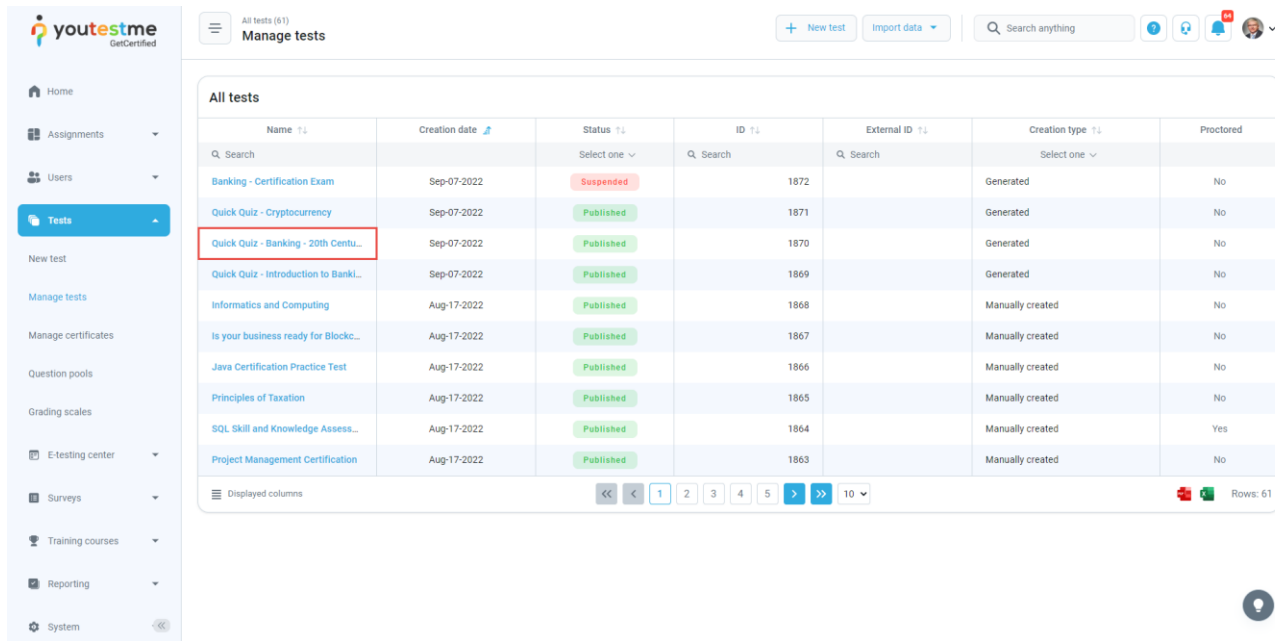 youtestme
GetCertified
All tests (61)
Manage tests
New test
Import data
Search anything
64
Home
Assignments
Users
Tests
New test
Manage tests
Manage certificates
Question pools
Grading scales
E-testing center
Surveys
Training courses
Reporting
System
All tests
Name Creation date Status ID External ID Creation type Proctored
Search Select one Search Search Select one
Banking - Certification Exam Sep-07-2022 Suspended 1872 Generated No
Quick Quiz - Cryptocurrency Sep-07-2022 Published 1871 Generated No
Quick Quiz - Banking - 20th Centu... Sep-07-2022 Published 1870 Generated No
Quick Quiz - Introduction to Banki... Sep-07-2022 Published 1869 Generated No
Informatics and Computing Aug-17-2022 Published 1868 Manually created No
Is your business ready for Blockc... Aug-17-2022 Published 1867 Manually created No
Java Certification Practice Test Aug-17-2022 Published 1866 Manually created No
Principles of Taxation Aug-17-2022 Published 1865 Manually created No
SQL Skill and Knowledge Assess... Aug-17-2022 Published 1864 Manually created Yes
Project Management Certification Aug-17-2022 Published 1863 Manually created No
Displayed columns 1 2 3 4 5 10 Rows: 61